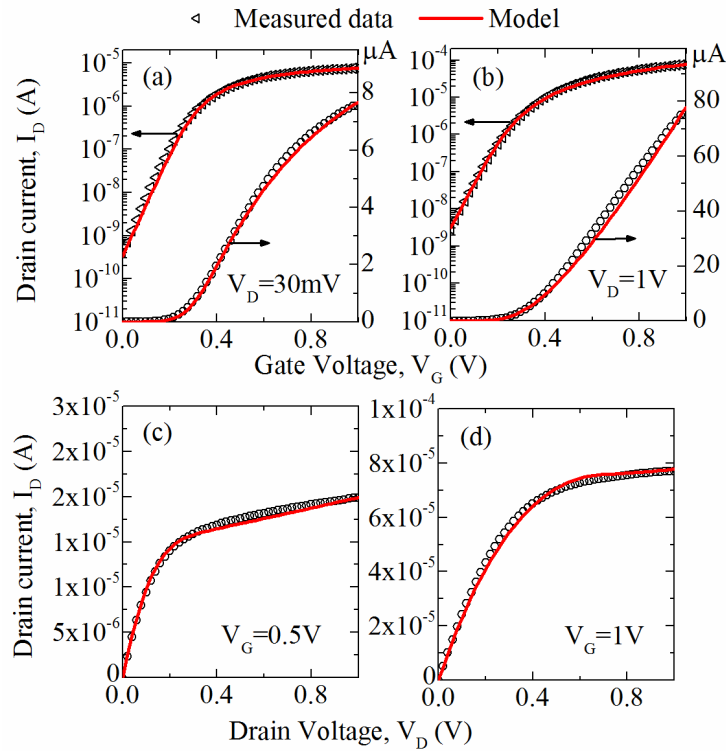 Measured data Model
μA μA
(a) (b)
10⁻⁵ 10⁻⁴
10⁻⁶ 10⁻⁵
10⁻⁷ 10⁻⁶
10⁻⁸ 10⁻⁷
10⁻⁹ 10⁻⁸
10⁻¹⁰ 10⁻⁹
10⁻¹¹ 10⁻¹⁰
10⁻¹¹
8 6 4 2 0
80 60 40 20 0
Drain current, I_D (A)
V_D=30mV V_D=1V
0.0 0.4 0.8 0.0 0.4 0.8
Gate Voltage, V_G (V)
(c) (d)
3x10⁻⁵ 1x10⁻⁴
2x10⁻⁵ 8x10⁻⁵
2x10⁻⁵ 6x10⁻⁵
1x10⁻⁵ 4x10⁻⁵
1x10⁻⁵ 2x10⁻⁵
5x10⁻⁶
0.0 0.4 0.8 0.0 0.4 0.8
Drain current, I_D (A)
V_G=0.5V V_G=1V
Drain Voltage, V_D (V)